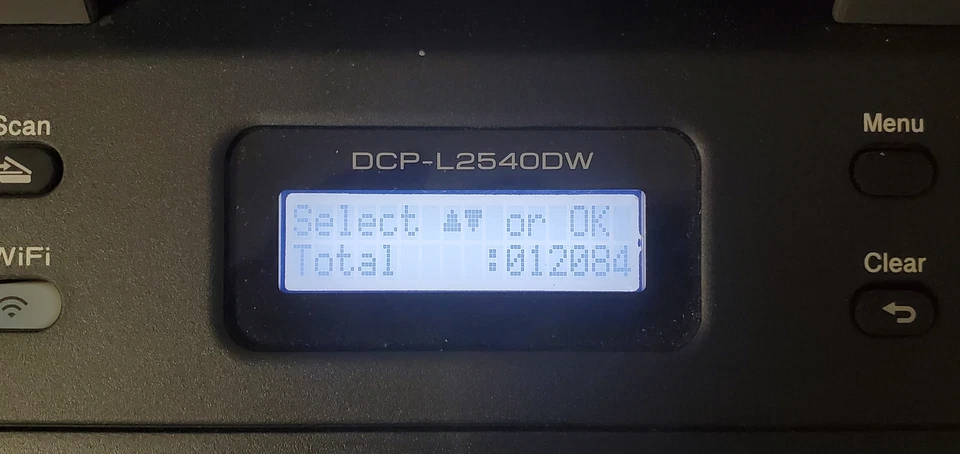 Scan
Menu
DCP-L2540DW
Select ▲▼ or OK
Total :012084
WiFi
Clear